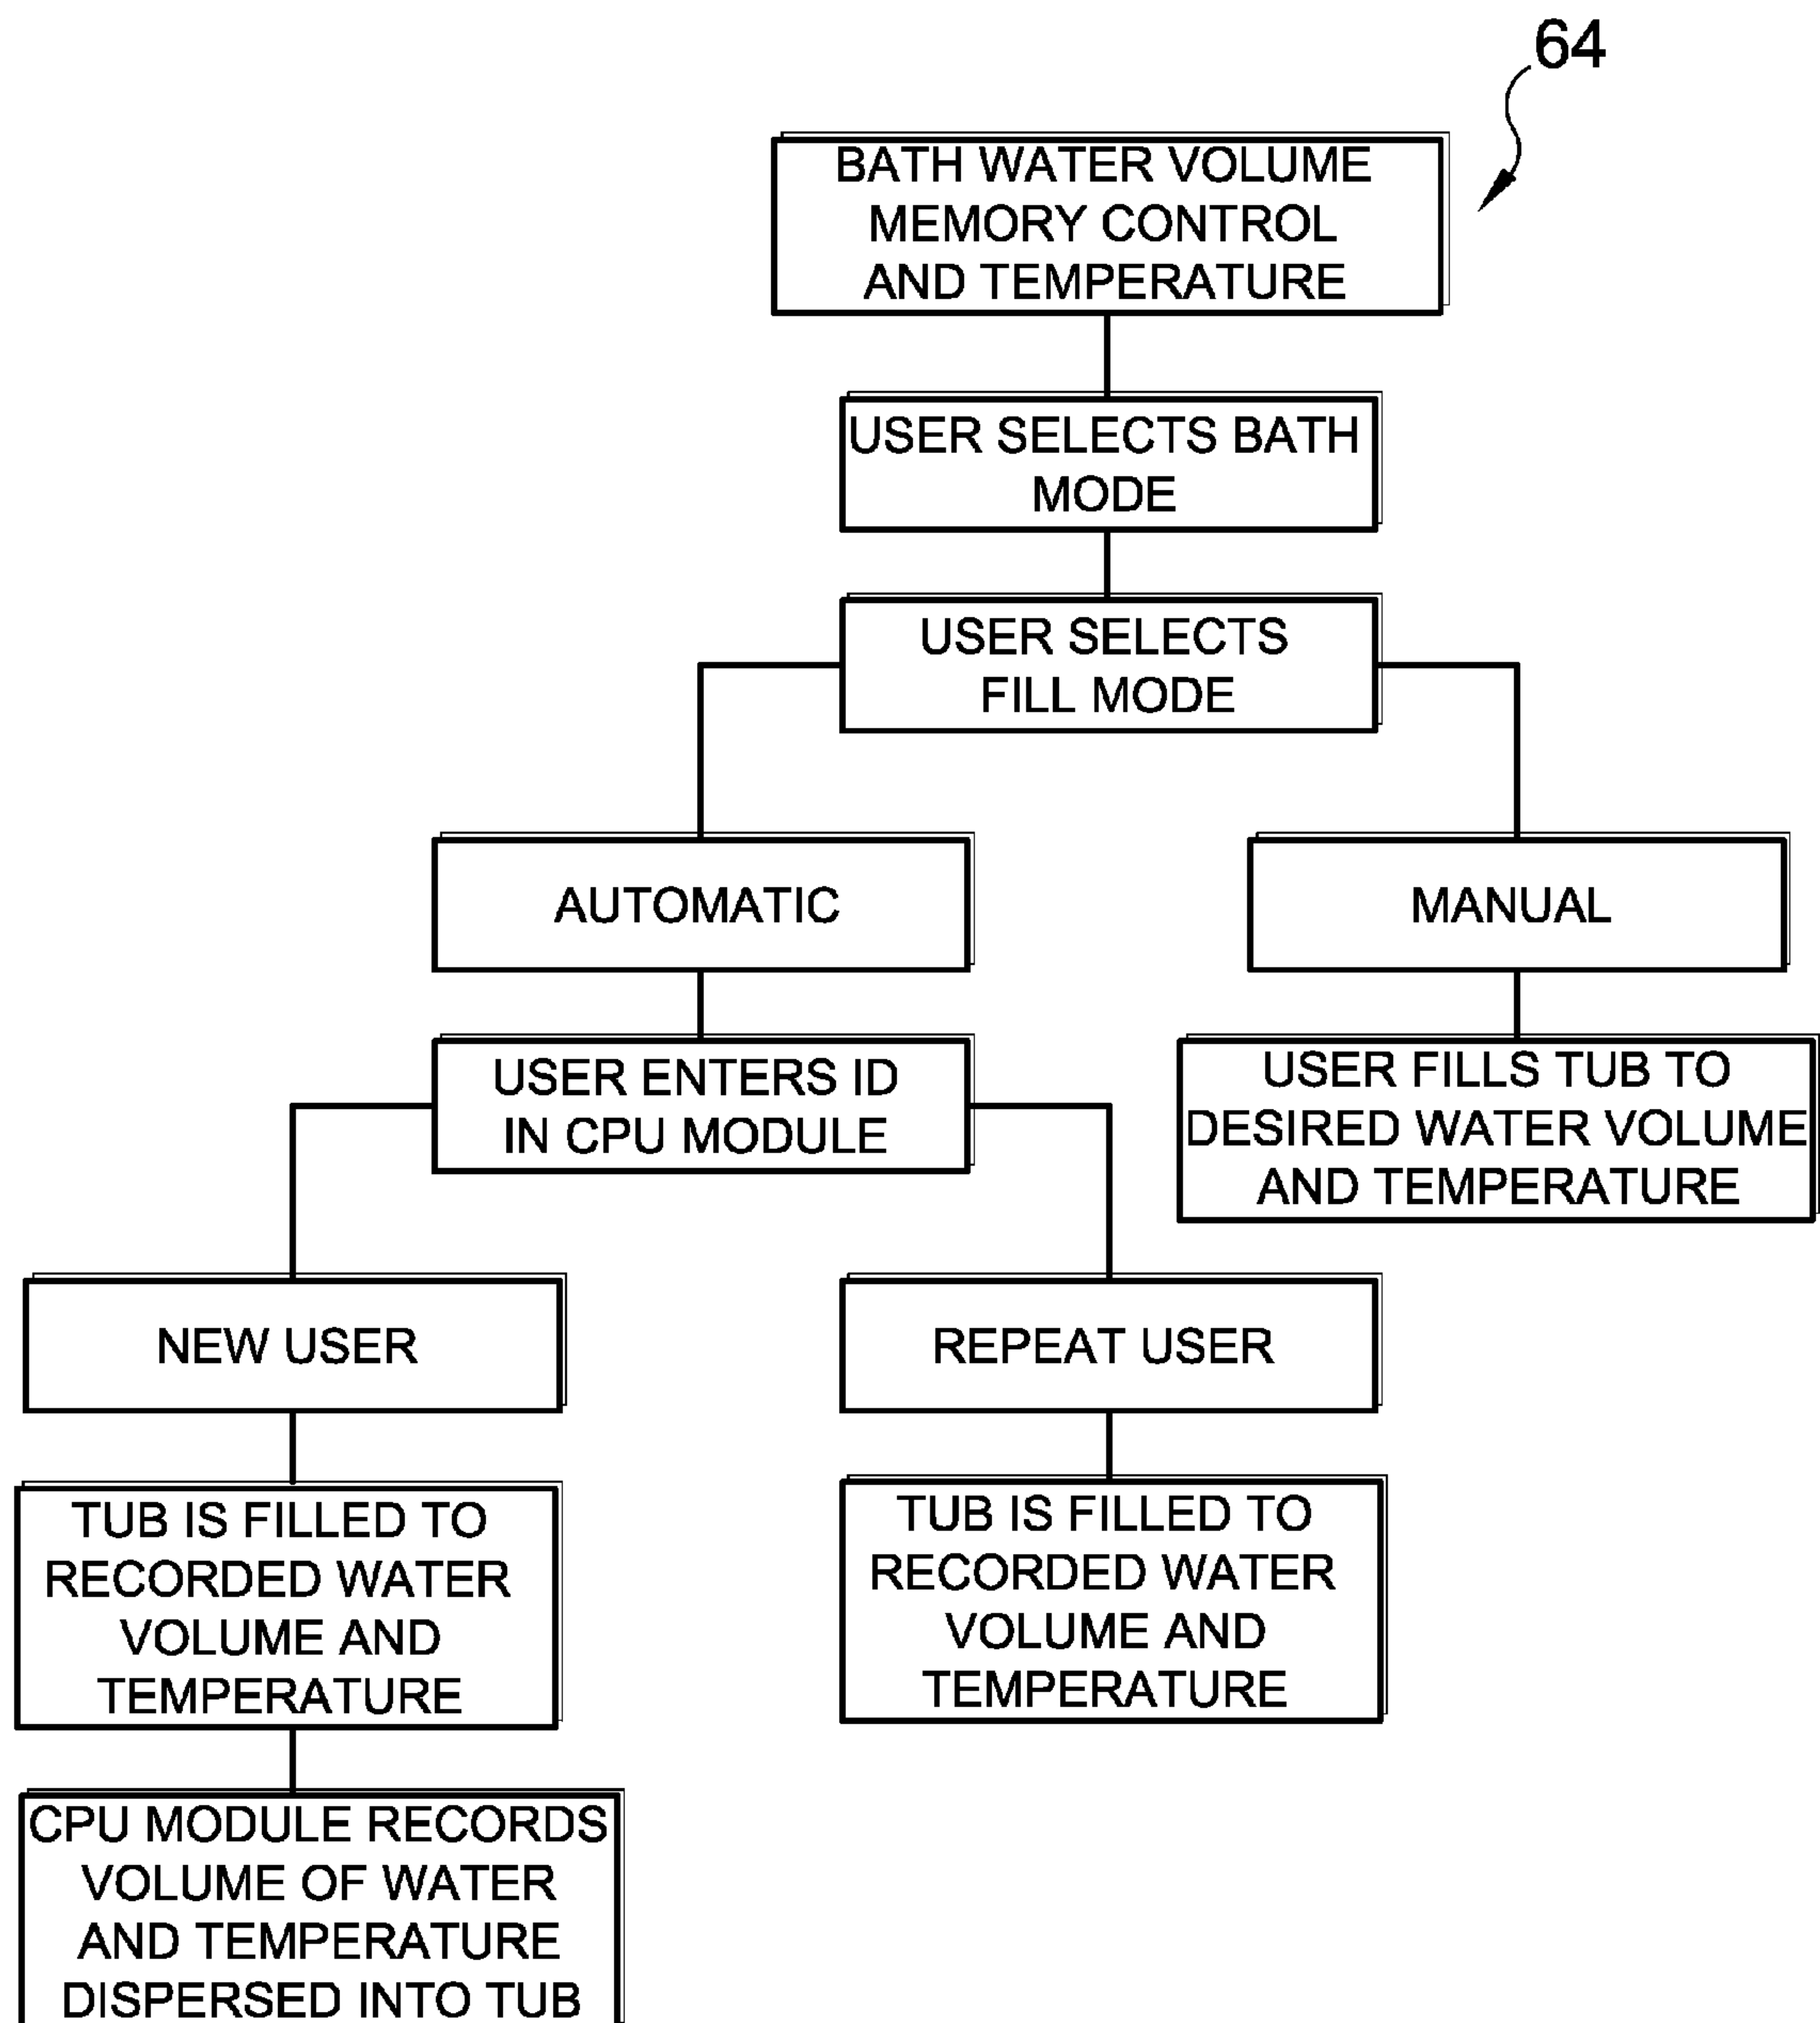 64
BATH WATER VOLUME
MEMORY CONTROL
AND TEMPERATURE
USER SELECTS BATH
MODE
USER SELECTS
FILL MODE
AUTOMATIC
MANUAL
USER ENTERS ID
IN CPU MODULE
USER FILLS TUB TO
DESIRED WATER VOLUME
AND TEMPERATURE
NEW USER
REPEAT USER
TUB IS FILLED TO
RECORDED WATER
VOLUME AND
TEMPERATURE
TUB IS FILLED TO
RECORDED WATER
VOLUME AND
TEMPERATURE
CPU MODULE RECORDS
VOLUME OF WATER
AND TEMPERATURE
DISPERSED INTO TUB